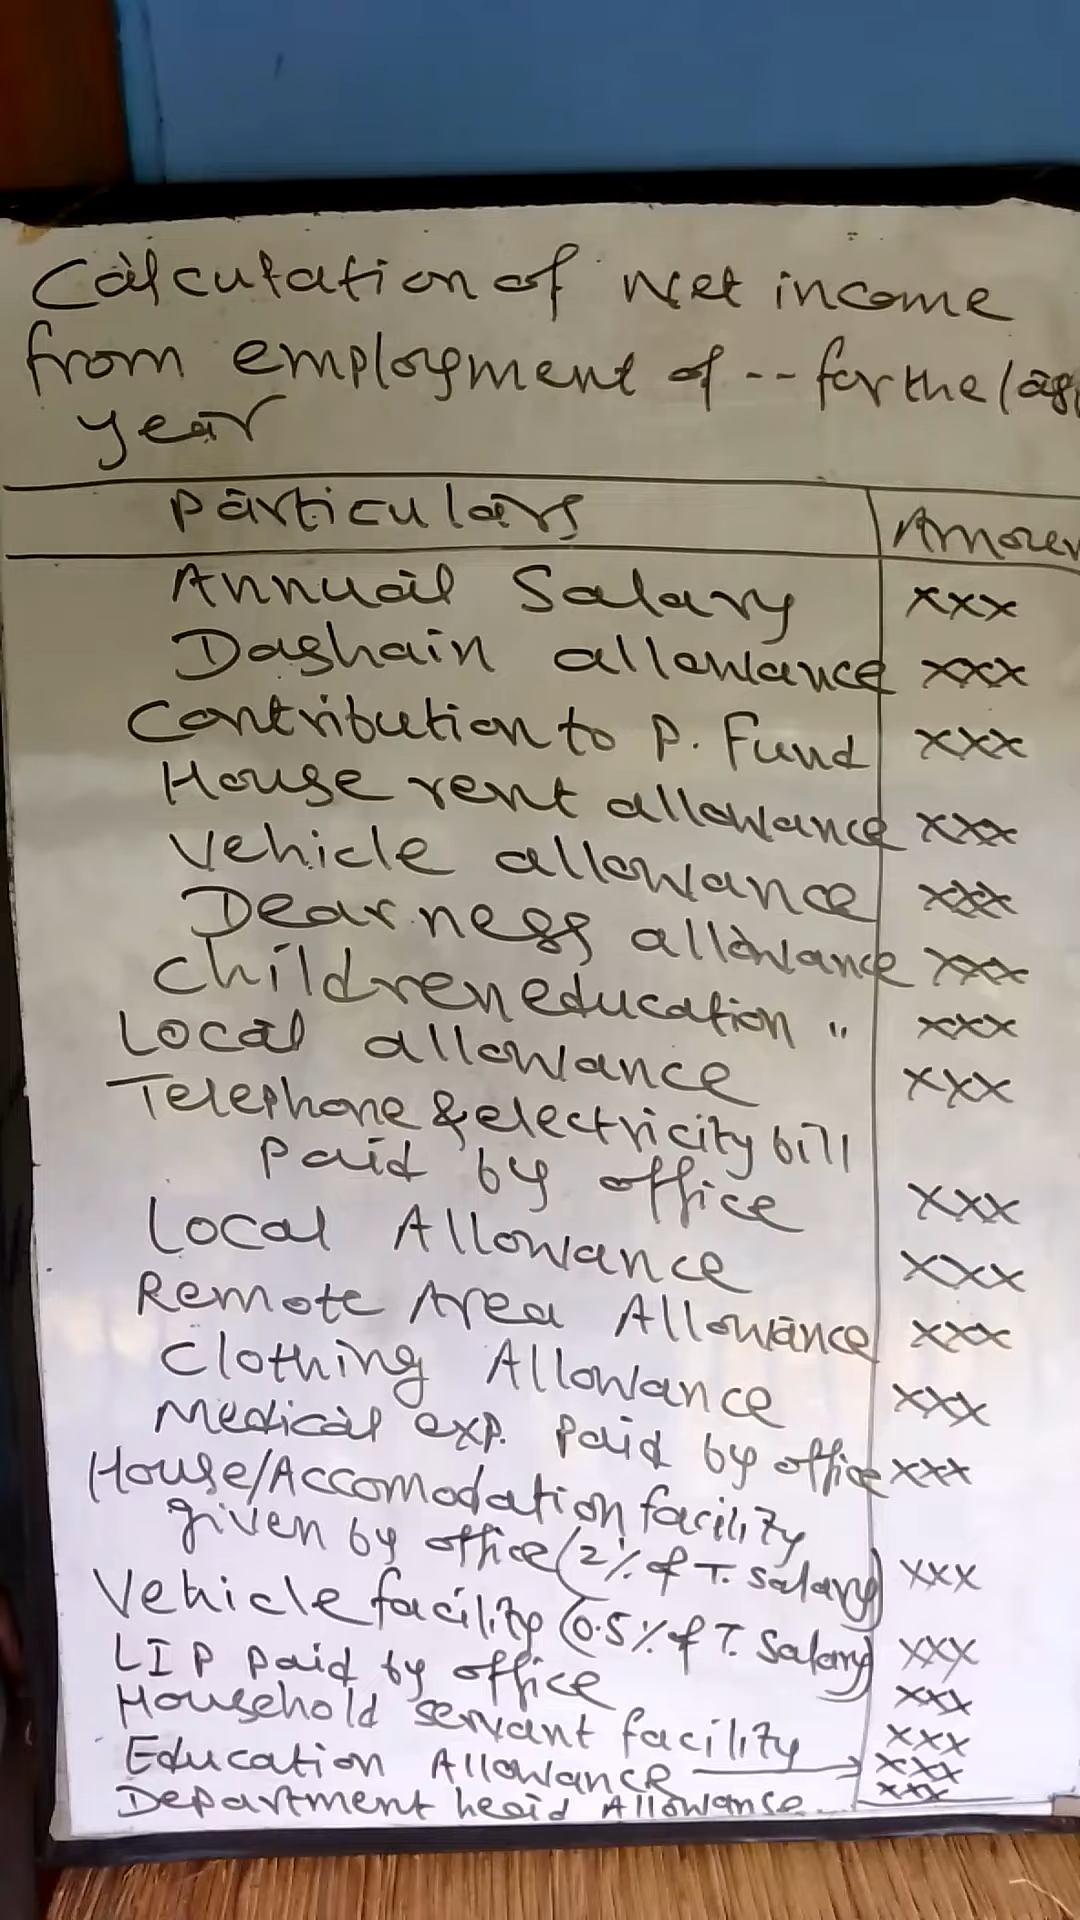 Calculation of Net income
from employment of -- for the las
year
Particulars Amoun
Annual Salary xxx
Dashain allowance xxx
Contribution to P. Fund xxx
House rent allowance xxx
Vehicle allowance xxx
Dearness allowance xxx
Children education " xxx
Local allowance xxx
Telephone & electricity bill
paid by office xxx
Local Allowance xxx
Remote Area Allowance xxx
Clothing Allowance xxx
Medical exp. paid by office xxx
House/Accomodation facility
given by office (2% of T. Salary) xxx
Vehicle facility (0.5% of T. Salary) xxx
LIP paid by office xxx
Household servant facility xxx
Education Allowance → xxx
Department head Allowanse xxx